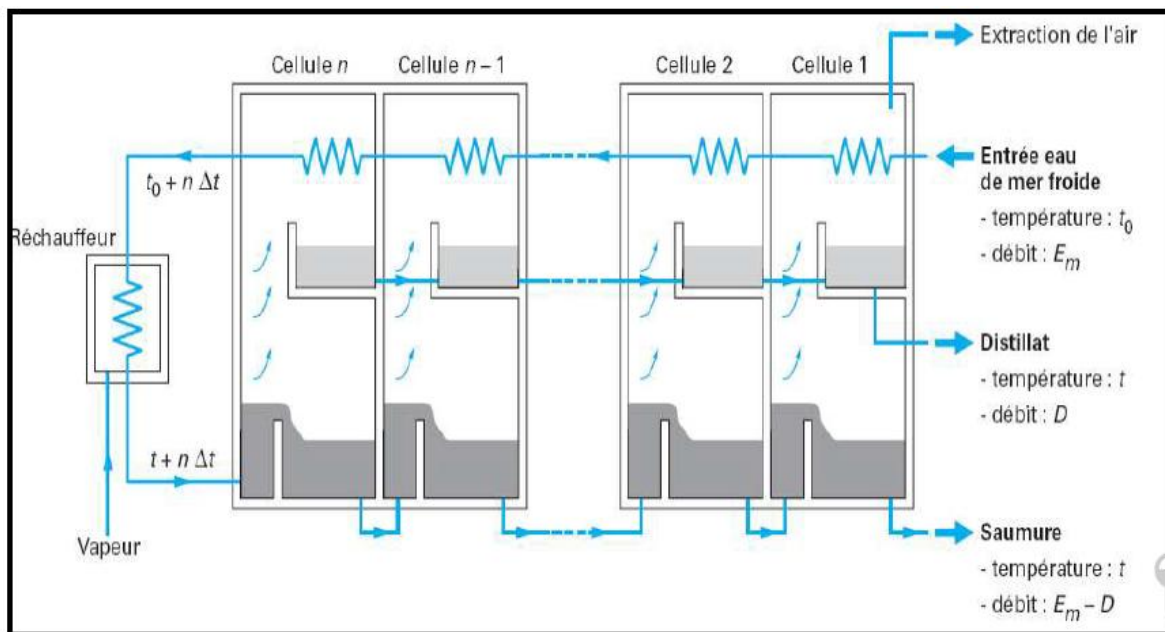 Extraction de l'air
Cellule n
Cellule n – 1
Cellule 2
Cellule 1
Entrée eau
de mer froide
- température : t₀
- débit : Eₘ
t₀ + n Δt
Réchauffeur
Distillat
- température : t
- débit : D
t + n Δt
Vapeur
Saumure
- température : t
- débit : Eₘ – D